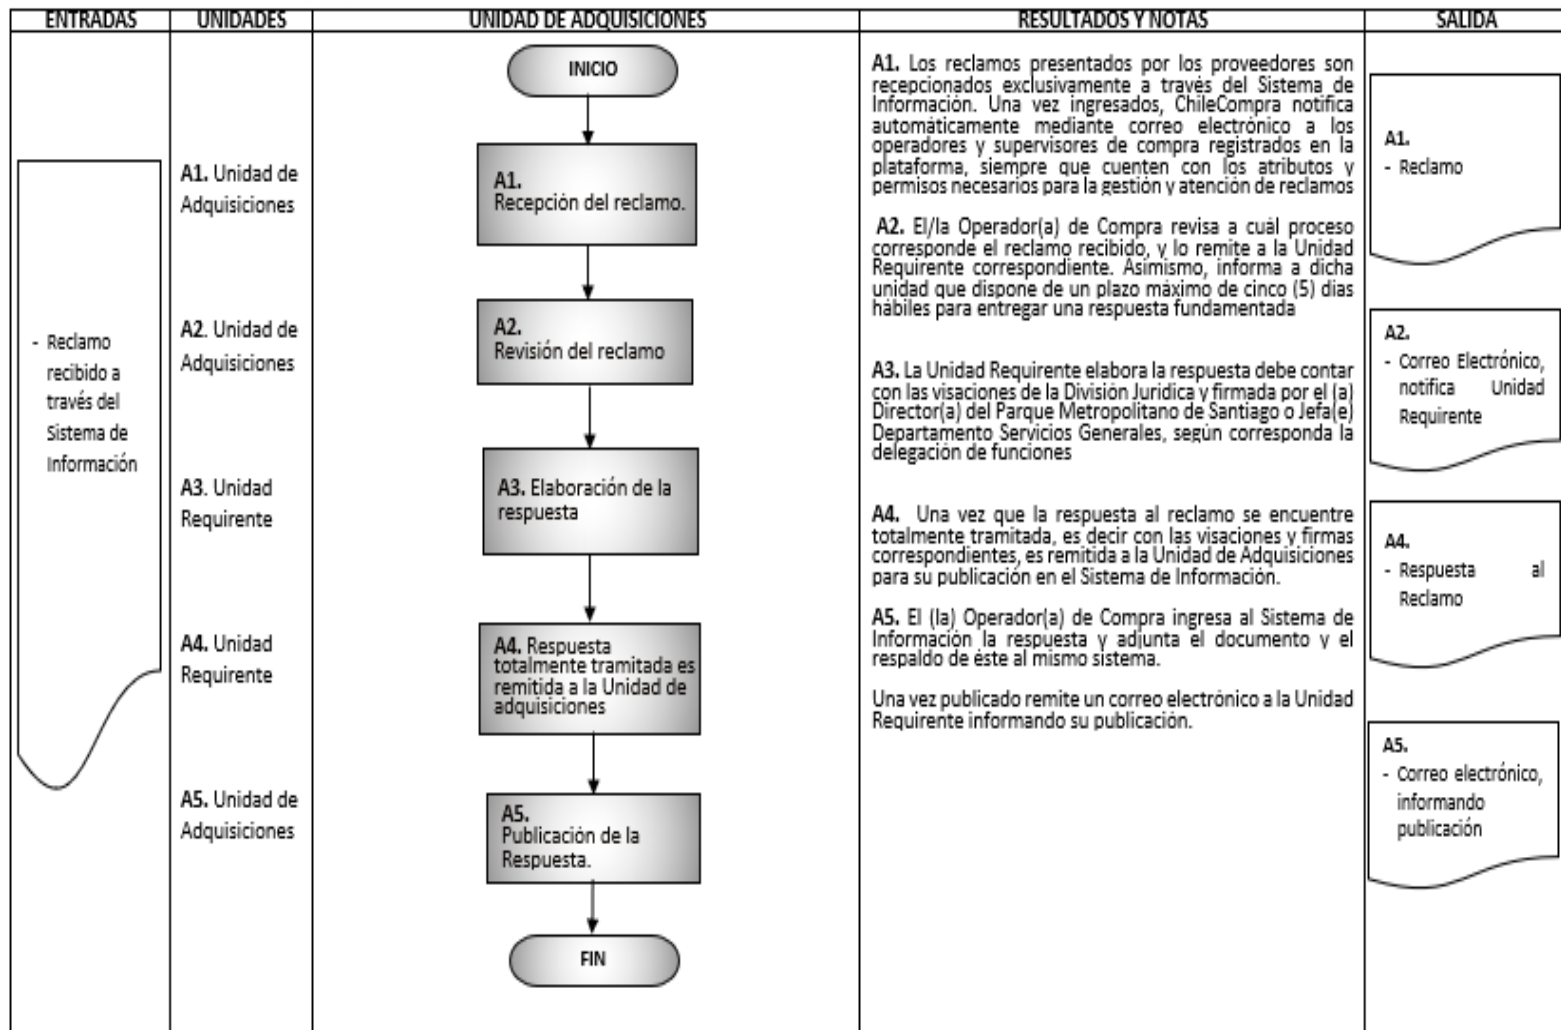 ENTRADAS
UNIDADES
UNIDAD DE ADQUISICIONES
RESULTADOS Y NOTAS
SALIDA
- Reclamo
recibido a
través del
Sistema de
Información
A1. Unidad de
Adquisiciones
A2. Unidad de
Adquisiciones
A3. Unidad
Requirente
A4. Unidad
Requirente
A5. Unidad de
Adquisiciones
INICIO
A1.
Recepción del reclamo.
A2.
Revisión del reclamo
A3. Elaboración de la
respuesta
A4. Respuesta
totalmente tramitada es
remitida a la Unidad de
adquisiciones
A5.
Publicación de la
Respuesta.
FIN
A1. Los reclamos presentados por los proveedores son
recepcionados exclusivamente a través del Sistema de
Información. Una vez ingresados, ChileCompra notifica
automáticamente mediante correo electrónico a los
operadores y supervisores de compra registrados en la
plataforma, siempre que cuenten con los atributos y
permisos necesarios para la gestión y atención de reclamos
A2. El/la Operador(a) de Compra revisa a cuál proceso
corresponde el reclamo recibido, y lo remite a la Unidad
Requirente correspondiente. Asimismo, informa a dicha
unidad que dispone de un plazo máximo de cinco (5) días
hábiles para entregar una respuesta fundamentada
A3. La Unidad Requirente elabora la respuesta debe contar
con las visaciones de la División Jurídica y firmada por el (a)
Director(a) del Parque Metropolitano de Santiago o Jefa(e)
Departamento Servicios Generales, según corresponda la
delegación de funciones
A4. Una vez que la respuesta al reclamo se encuentre
totalmente tramitada, es decir con las visaciones y firmas
correspondientes, es remitida a la Unidad de Adquisiciones
para su publicación en el Sistema de Información.
A5. El (la) Operador(a) de Compra ingresa al Sistema de
Información la respuesta y adjunta el documento y el
respaldo de éste al mismo sistema.
Una vez publicado remite un correo electrónico a la Unidad
Requirente informando su publicación.
A1.
- Reclamo
A2.
- Correo Electrónico,
notifica Unidad
Requirente
A4.
- Respuesta al
Reclamo
A5.
- Correo electrónico,
informando
publicación